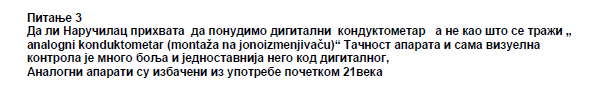 Питање 3
Да ли Наручилац прихвата  да понудимо дигитални  кондуктометар   а не као што се тражи „
analogni konduktometar (montaža na jonoizmenjivaču)“ Тачност апарата и сама визуелна
контрола је много боља и једноставнија него код дигиталног,
Аналогни апарати су избачени из употребе почетком 21века